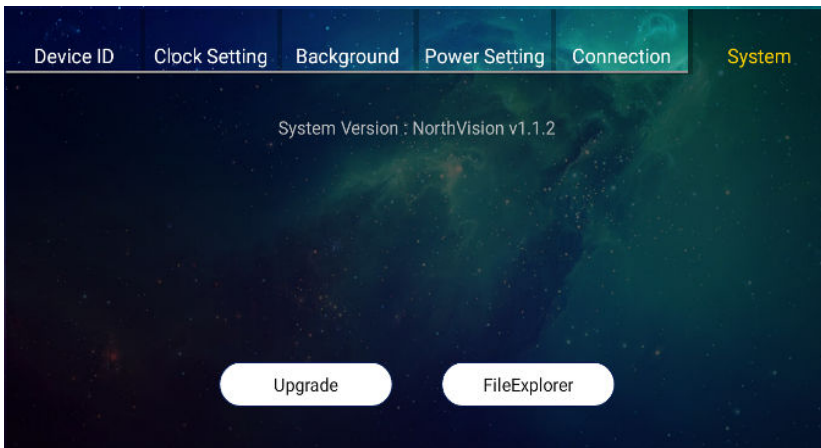 Device ID Clock Setting Background Power Setting Connection System
System Version : NorthVision v1.1.2
Upgrade FileExplorer